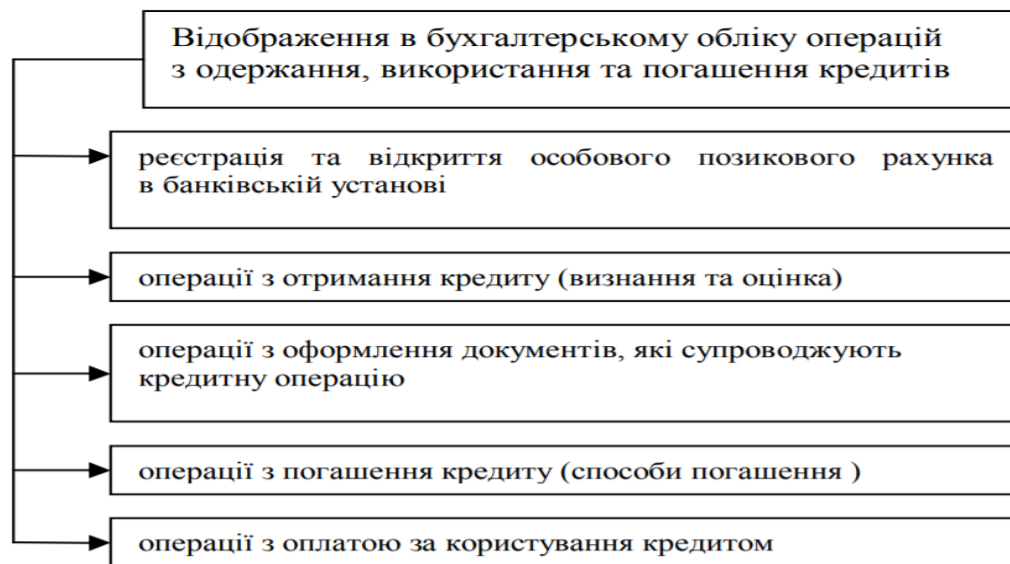 Відображення в бухгалтерському обліку операцій
з одержання, використання та погашення кредитів
реєстрація та відкриття особового позикового рахунка
в банківській установі
операції з отримання кредиту (визнання та оцінка)
операції з оформлення документів, які супроводжують
кредитну операцію
операції з погашення кредиту (способи погашення )
операції з оплатою за користування кредитом